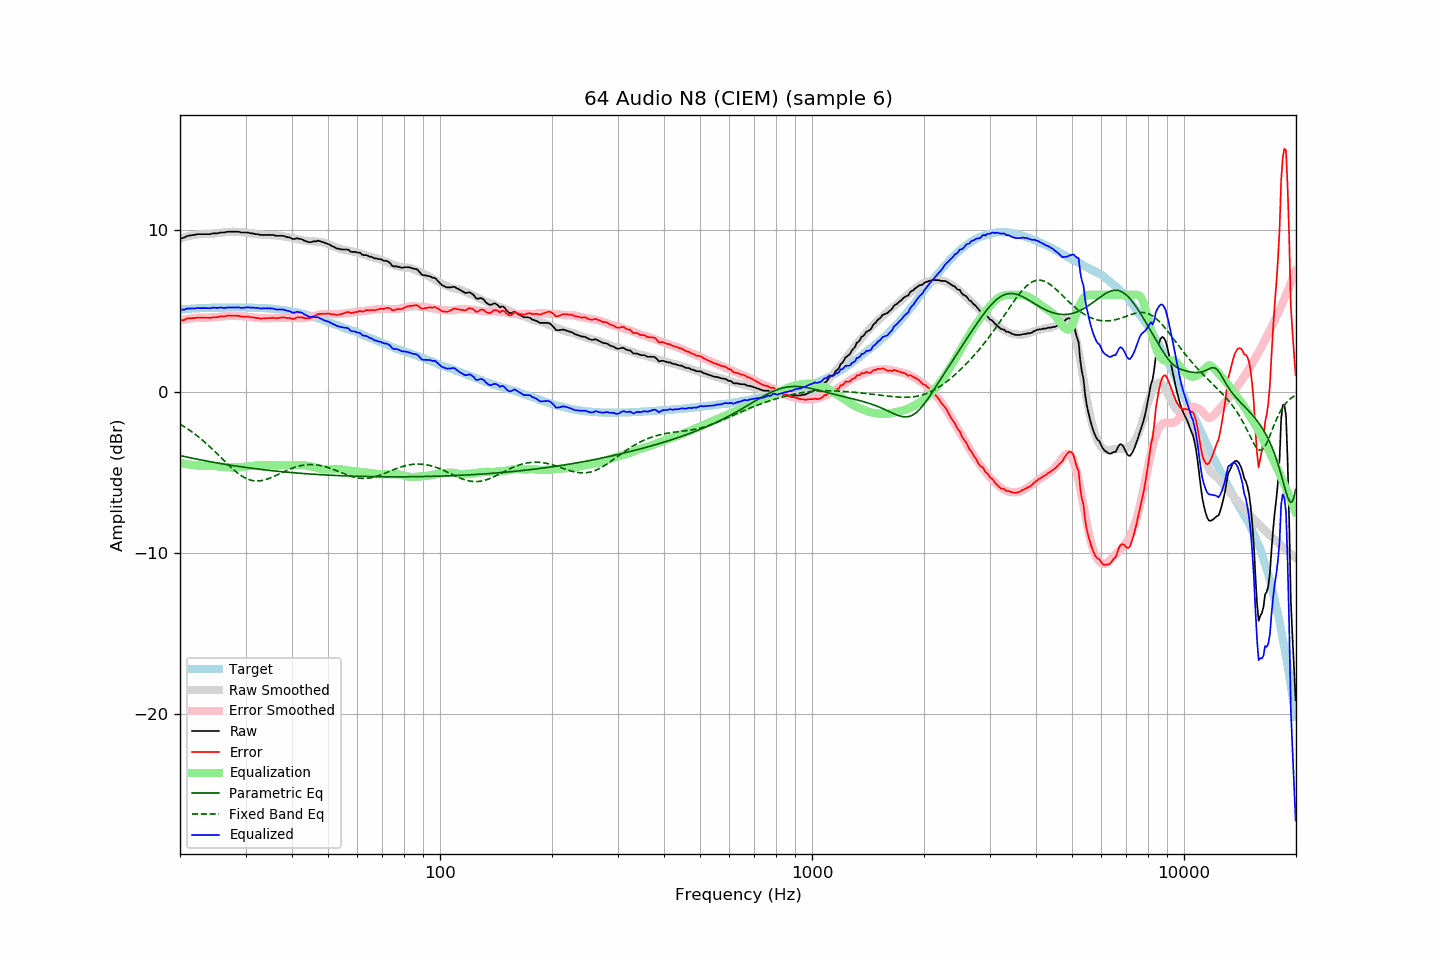 64 Audio N8 (CIEM) (sample 6)
Amplitude (dBr)
10
0
−10
−20
Target
Raw Smoothed
Error Smoothed
Raw
Error
Equalization
Parametric Eq
Fixed Band Eq
Equalized
100
1000
10000
Frequency (Hz)